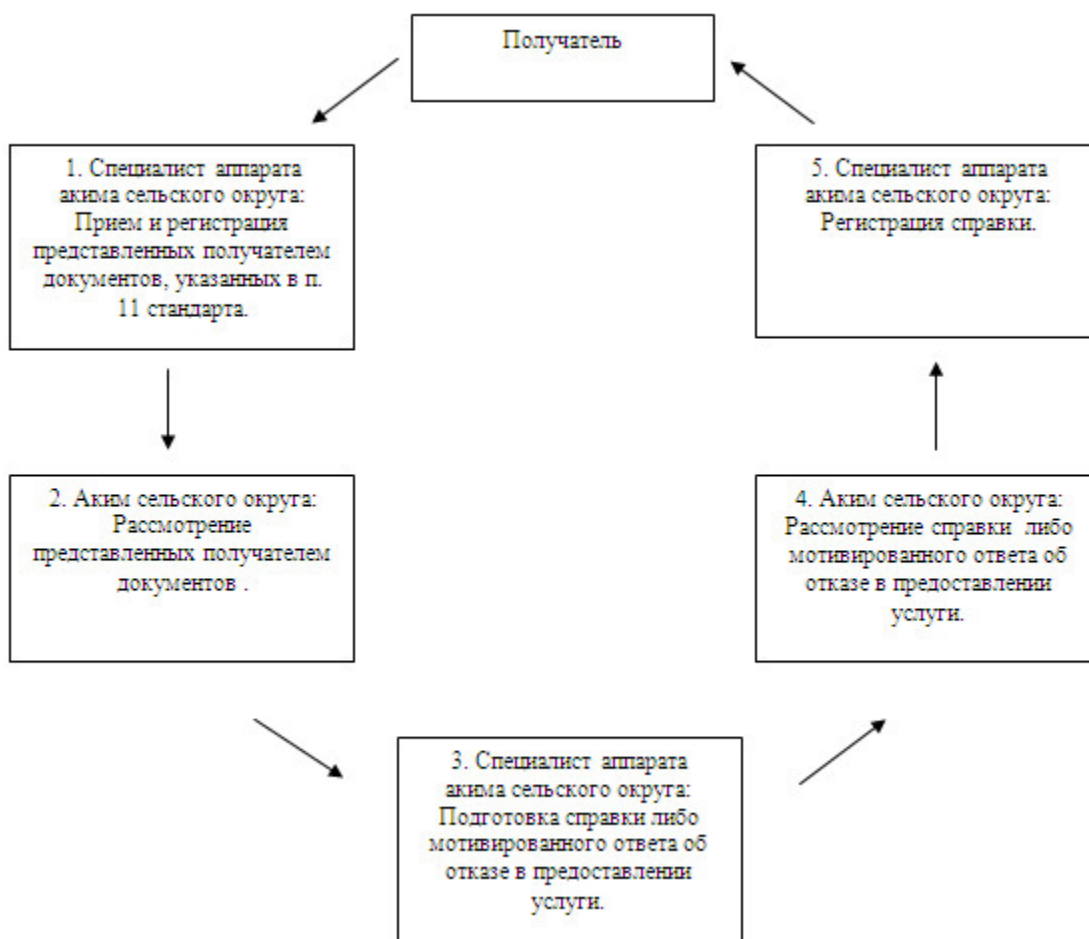 Получатель
1. Специалист аппарата
акима сельского округа:
Прием и регистрация
представленных получателем
документов, указанных в п.
11 стандарта.
2. Аким сельского округа:
Рассмотрение
представленных получателем
документов .
3. Специалист аппарата
акима сельского округа:
Подготовка справки либо
мотивированного ответа об
отказе в предоставлении
услуги.
4. Аким сельского округа:
Рассмотрение справки либо
мотивированного ответа об
отказе в предоставлении
услуги.
5. Специалист аппарата
акима сельского округа:
Регистрация справки.